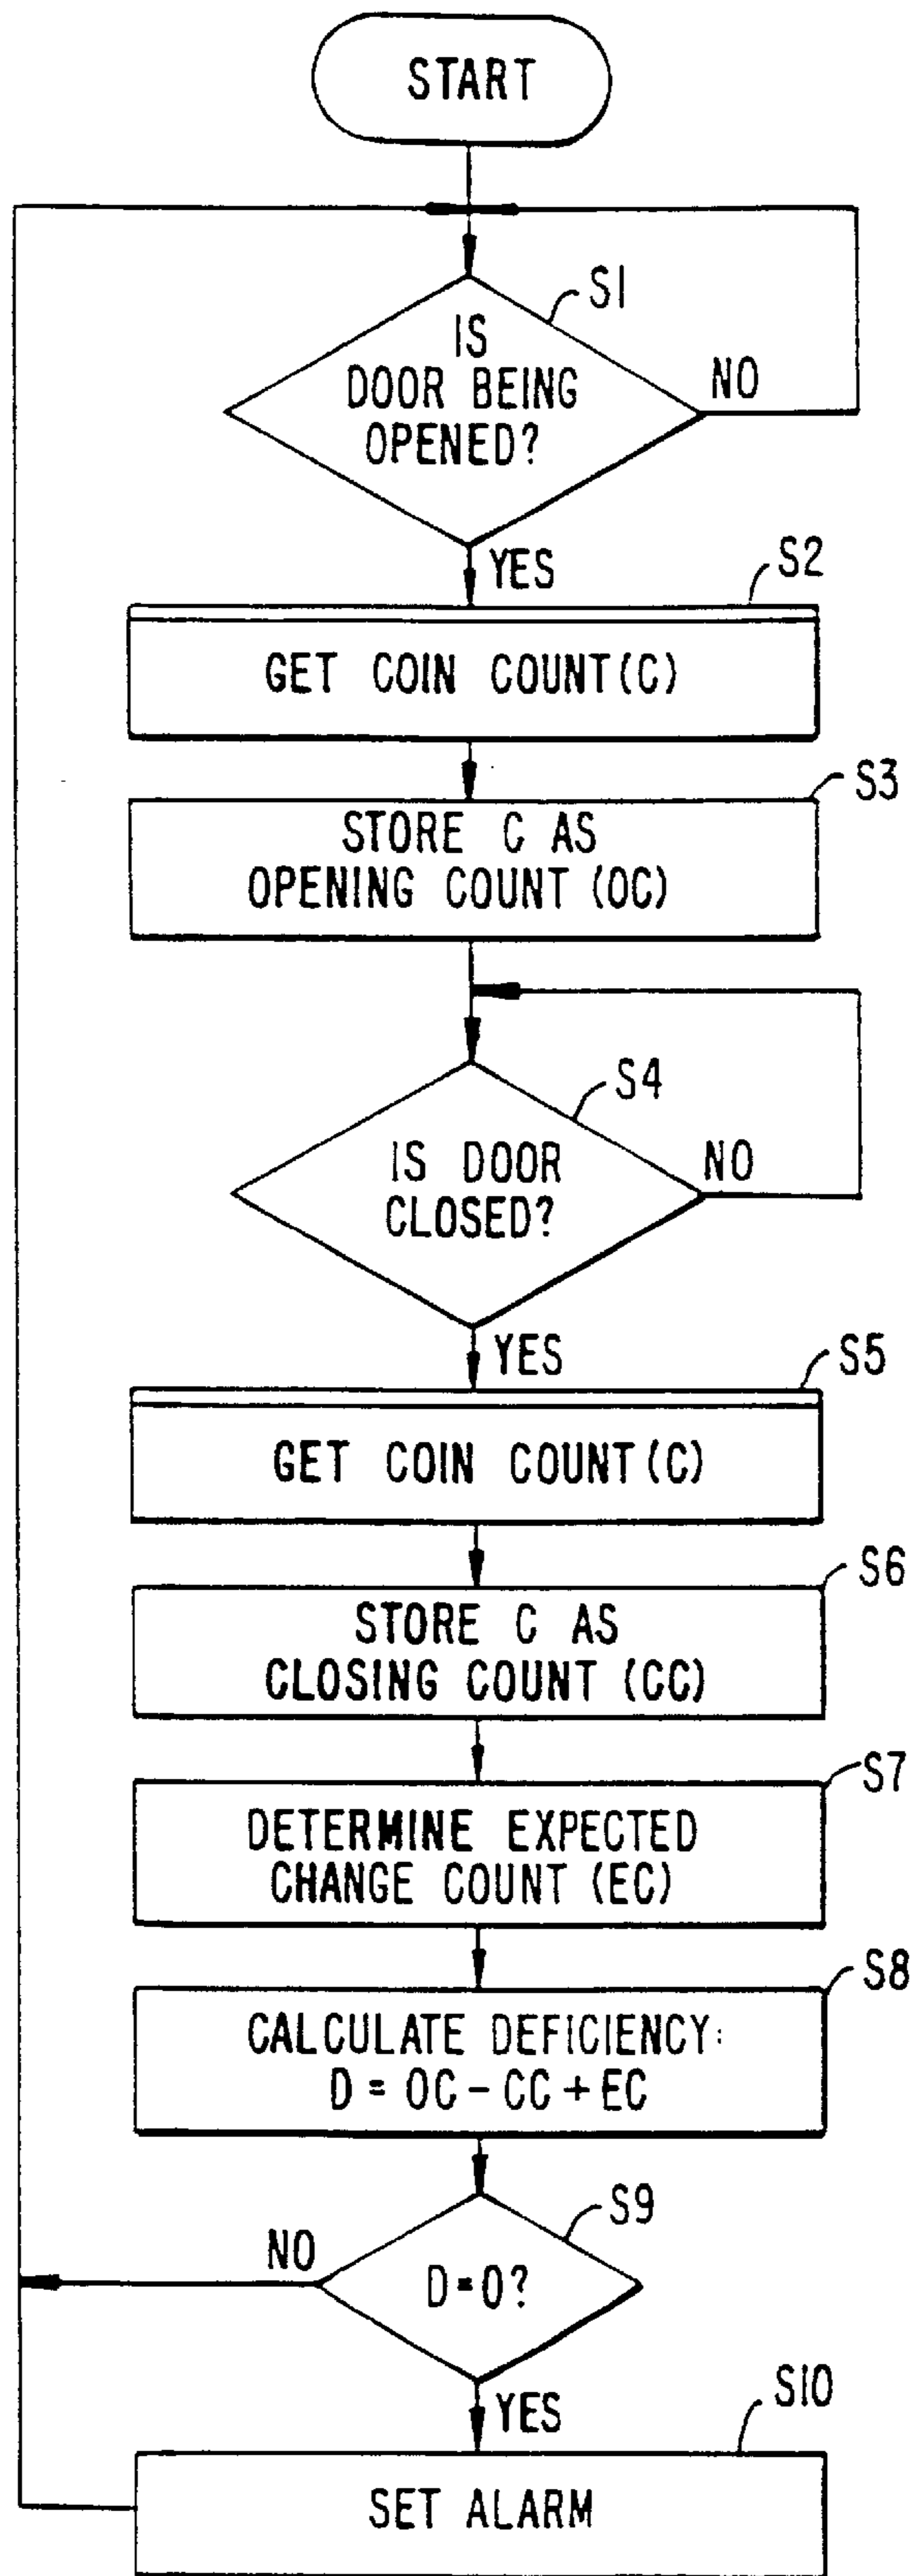 START
S1
IS
DOOR BEING
OPENED?
NO
YES
S2
GET COIN COUNT(C)
S3
STORE C AS
OPENING COUNT (OC)
S4
IS DOOR
CLOSED?
NO
YES
S5
GET COIN COUNT(C)
S6
STORE C AS
CLOSING COUNT (CC)
S7
DETERMINE EXPECTED
CHANGE COUNT (EC)
S8
CALCULATE DEFICIENCY:
D = OC - CC + EC
S9
NO
D=0?
YES
S10
SET ALARM